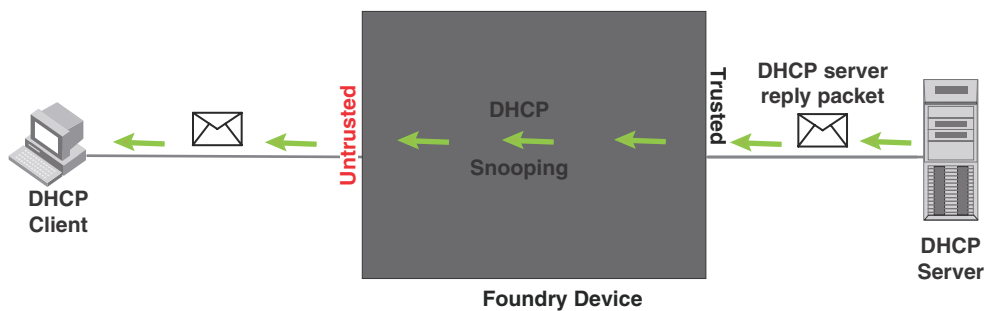 DHCP server
reply packet
Trusted
Untrusted
DHCP
Snooping
DHCP
Client
DHCP
Server
Foundry Device